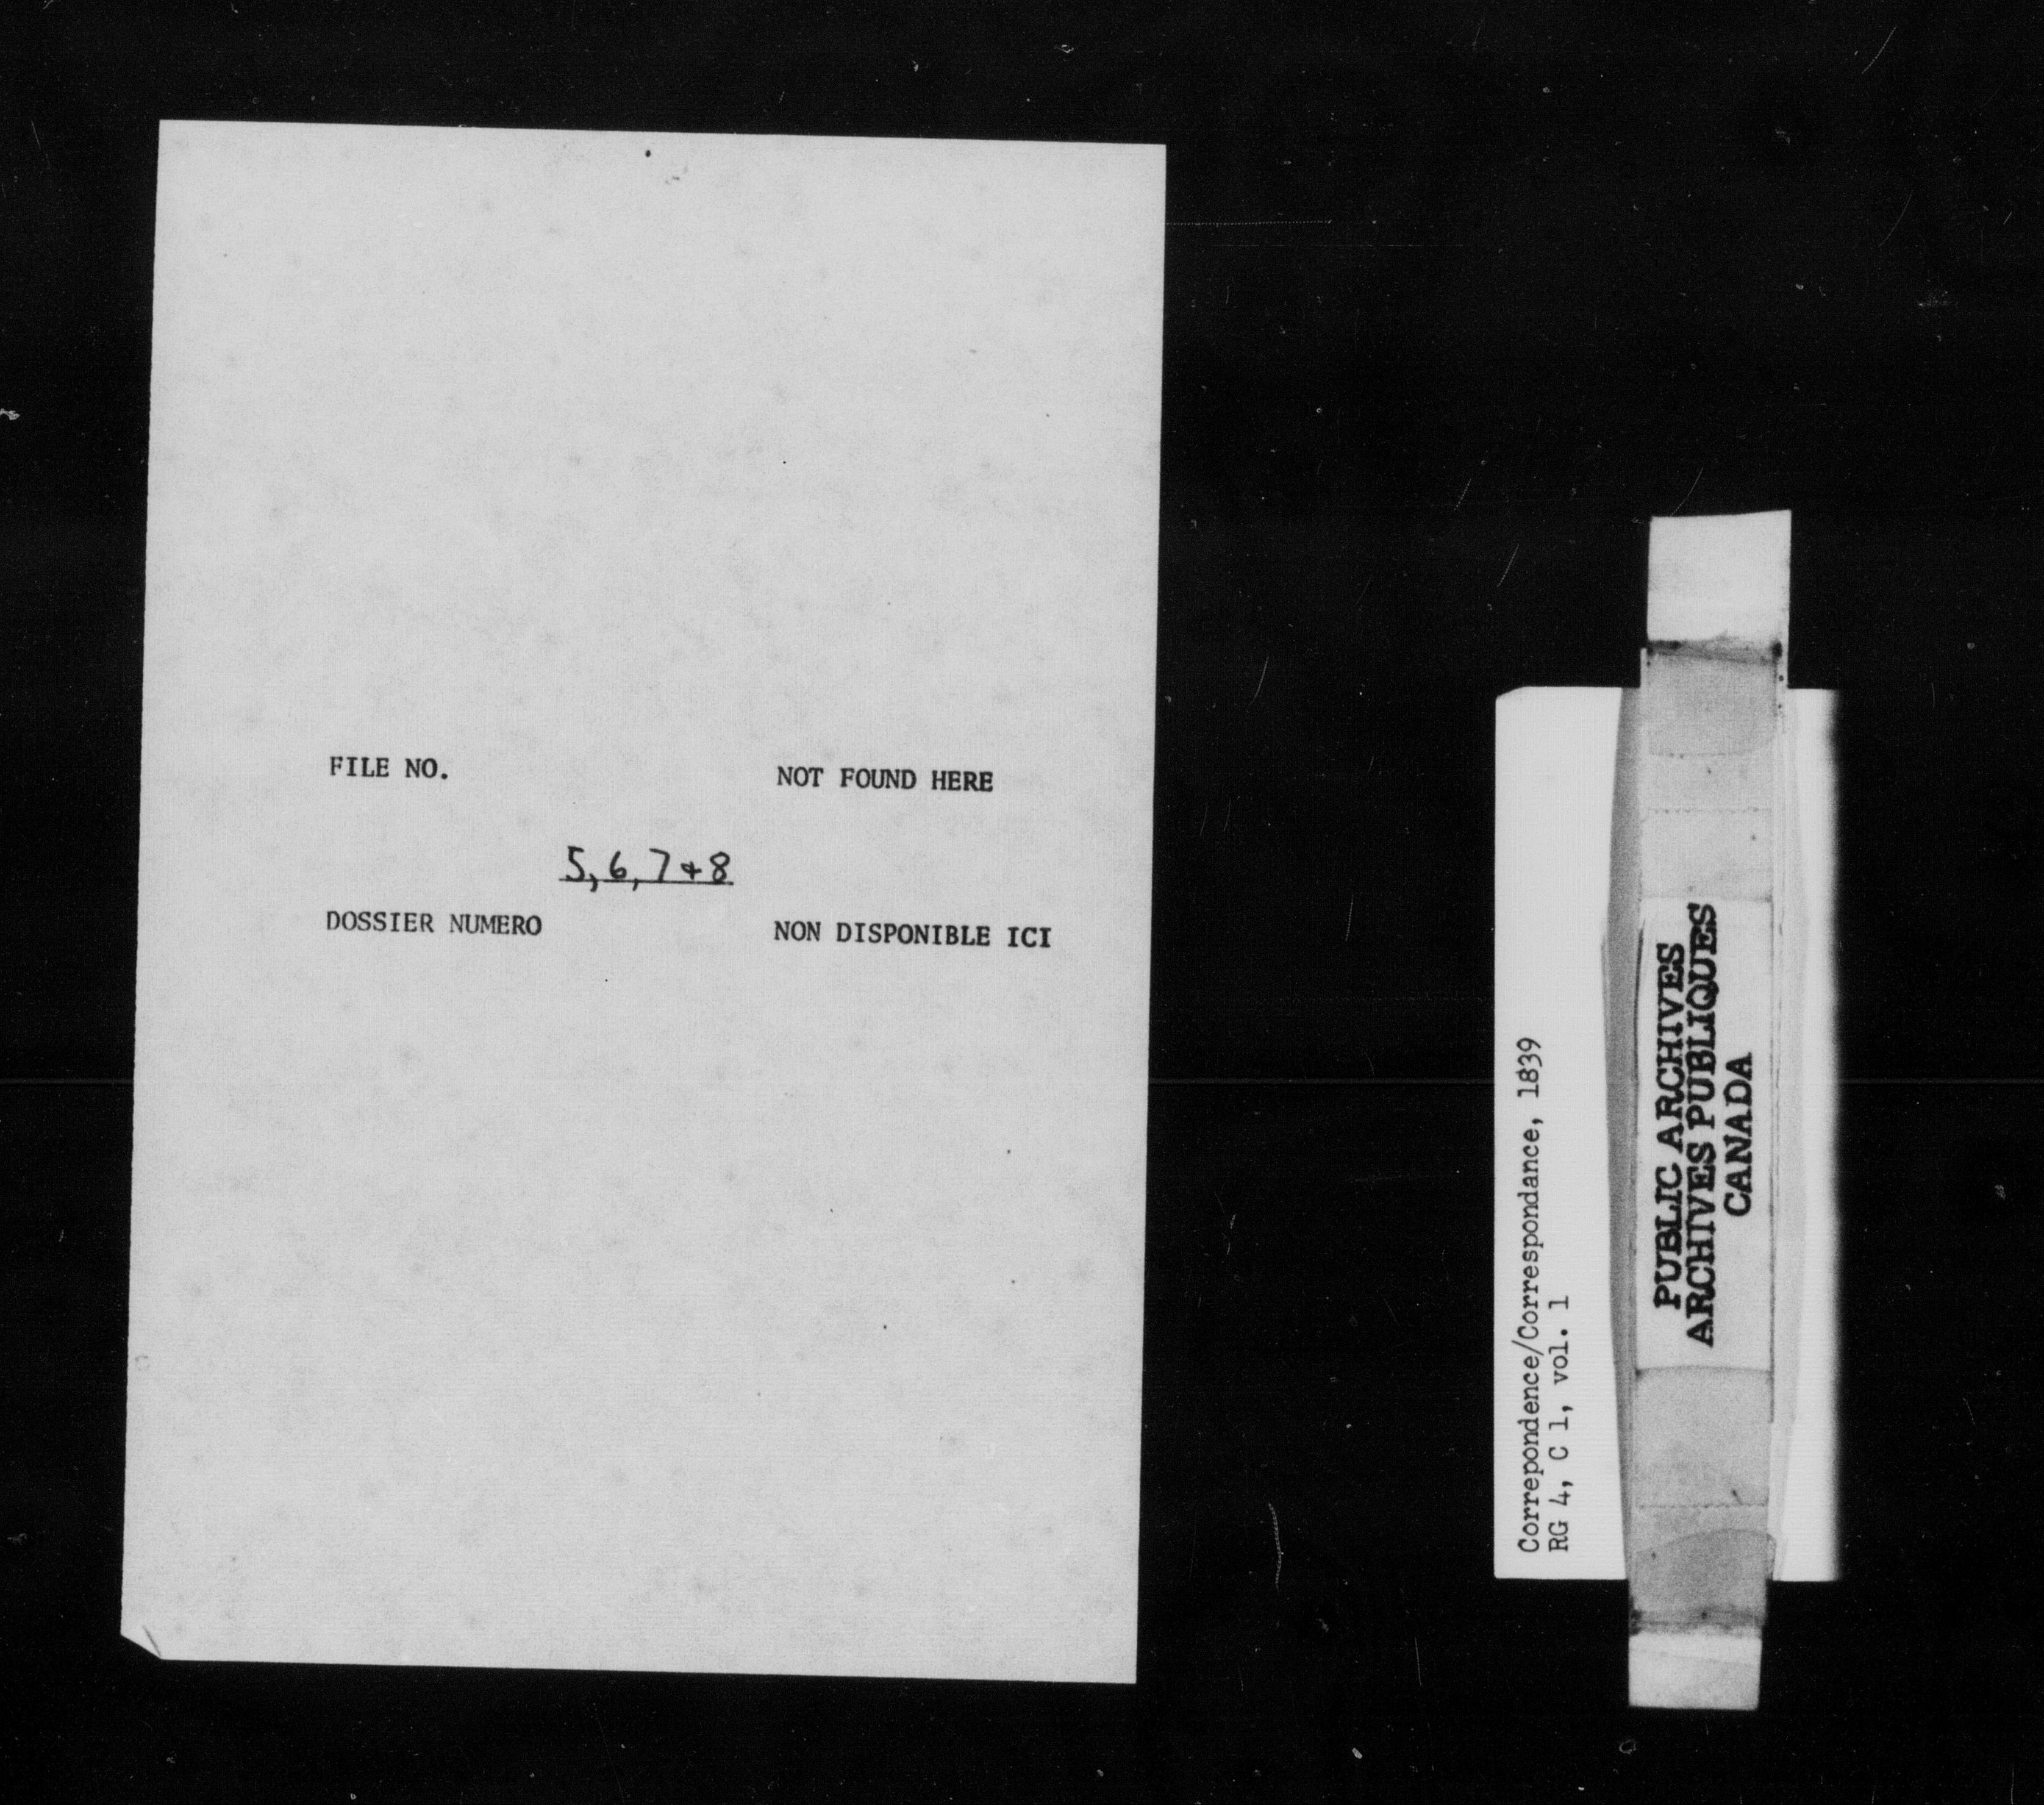 FILE NO. NOT FOUND HERE
5, 6, 7 + 8
DOSSIER NUMERO NON DISPONIBLE ICI
Correpondence/Correspondance, 1839
RG 4, C 1, vol. 1
PUBLIC ARCHIVES
ARCHIVES PUBLIQUES
CANADA